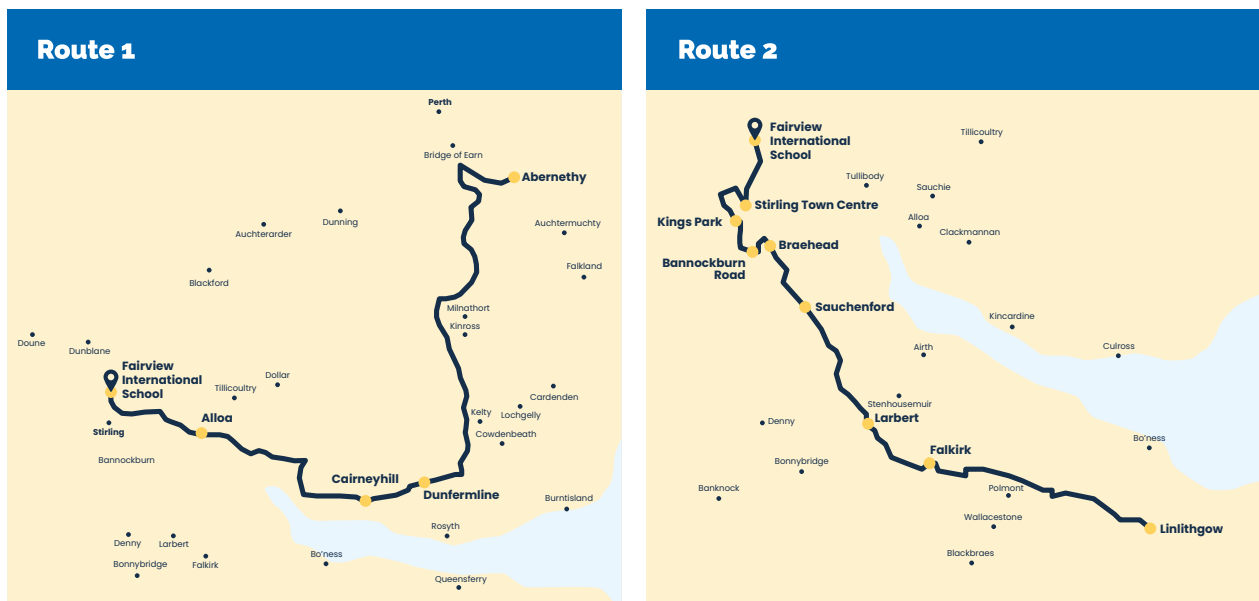 Route 1
Perth
Bridge of Earn
Abernethy
Dunning
Auchterarder
Auchtermuchty
Falkland
Blackford
Milnathort
Kinross
Doune
Dunblane
Fairview
International
School
Dollar
Tillicoultry
Cardenden
Lochgelly
Kelty
Alloa
Stirling
Cowdenbeath
Bannockburn
Cairneyhill
Dunfermline
Burntisland
Rosyth
Denny
Larbert
Bo'ness
Bonnybridge
Falkirk
Queensferry
Route 2
Fairview
International
School
Tillicoultry
Tullibody
Sauchie
Stirling Town Centre
Alloa
Kings Park
Clackmannan
Braehead
Bannockburn
Road
Sauchenford
Kincardine
Airth
Culross
Stenhousemuir
Larbert
Denny
Bo'ness
Falkirk
Bonnybridge
Banknock
Polmont
Wallacestone
Linlithgow
Blackbraes